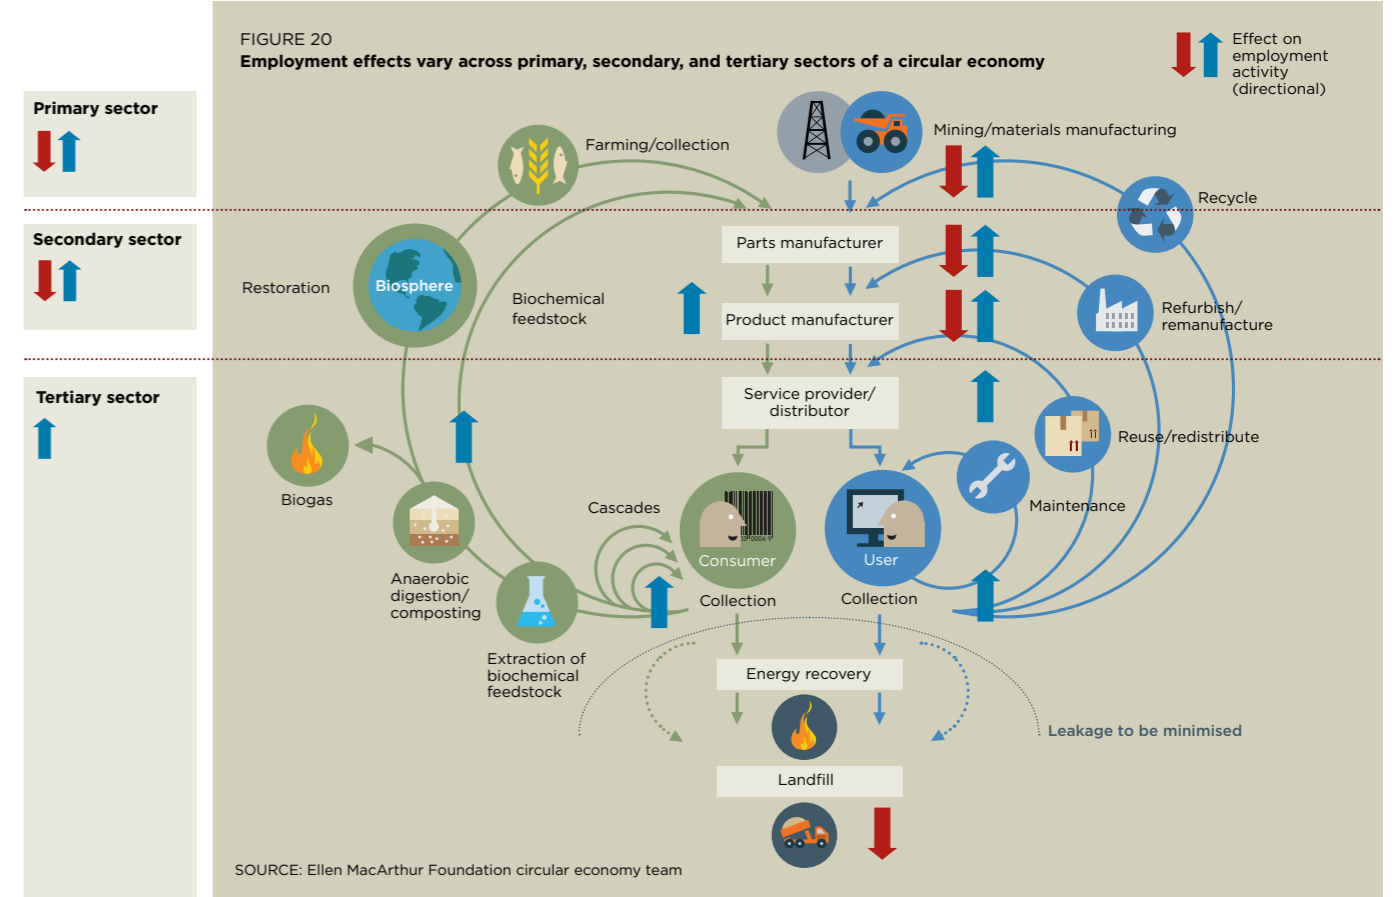 FIGURE 20
Employment effects vary across primary, secondary, and tertiary sectors of a circular economy
Effect on
employment
activity
(directional)
Primary sector
Farming/collection
Mining/materials manufacturing
Recycle
Secondary sector
Parts manufacturer
Restoration
Biosphere
Biochemical
feedstock
Product manufacturer
Refurbish/
remanufacture
Tertiary sector
Service provider/
distributor
Reuse/redistribute
Biogas
Cascades
Maintenance
Consumer
User
Anaerobic
digestion/
composting
Collection
Collection
Extraction of
biochemical
feedstock
Energy recovery
Leakage to be minimised
Landfill
SOURCE: Ellen MacArthur Foundation circular economy team